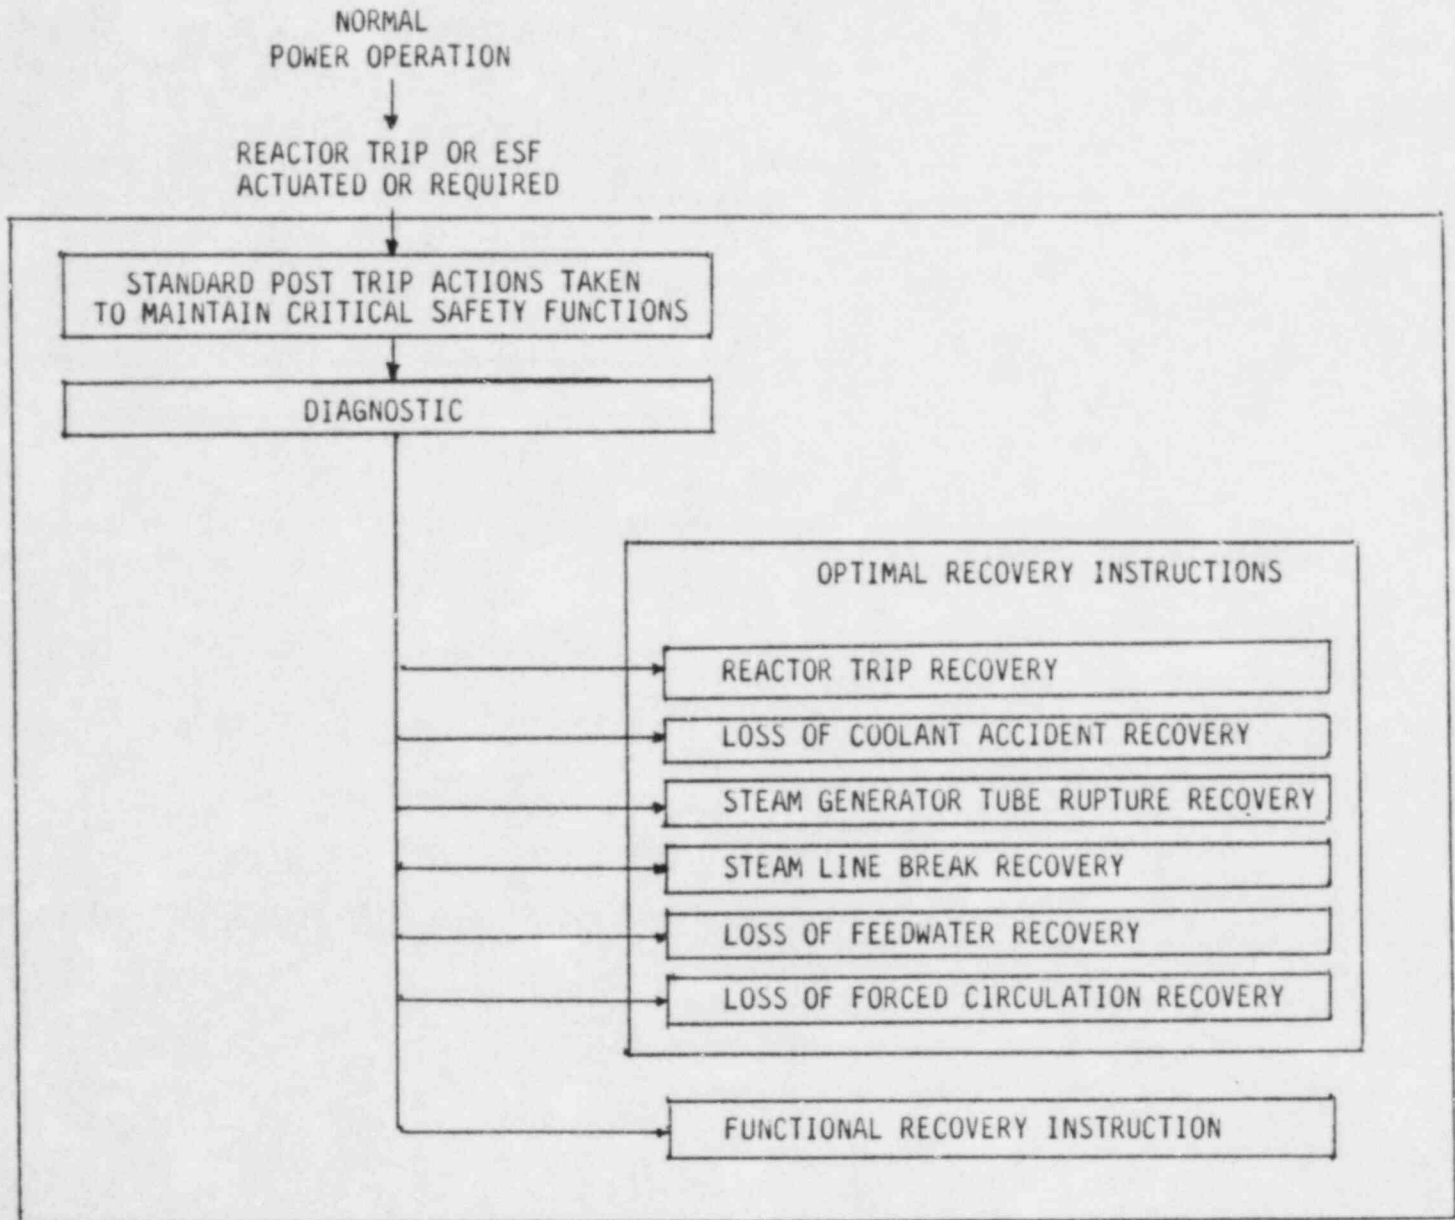 NORMAL
POWER OPERATION
REACTOR TRIP OR ESF
ACTUATED OR REQUIRED
STANDARD POST TRIP ACTIONS TAKEN
TO MAINTAIN CRITICAL SAFETY FUNCTIONS
DIAGNOSTIC
OPTIMAL RECOVERY INSTRUCTIONS
REACTOR TRIP RECOVERY
LOSS OF COOLANT ACCIDENT RECOVERY
STEAM GENERATOR TUBE RUPTURE RECOVERY
STEAM LINE BREAK RECOVERY
LOSS OF FEEDWATER RECOVERY
LOSS OF FORCED CIRCULATION RECOVERY
FUNCTIONAL RECOVERY INSTRUCTION